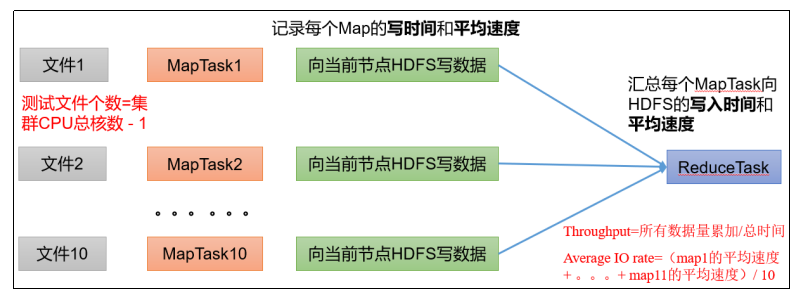 记录每个Map的写时间和平均速度
文件1
MapTask1
向当前节点HDFS写数据
测试文件个数=集
群CPU总核数 - 1
汇总每个MapTask向
HDFS的写入时间和
平均速度
文件2
MapTask2
向当前节点HDFS写数据
ReduceTask
。。。。。。
文件10
MapTask10
向当前节点HDFS写数据
Throughput=所有数据量累加/总时间
Average IO rate=（map1的平均速度
+ 。。。+ map11的平均速度）/ 10